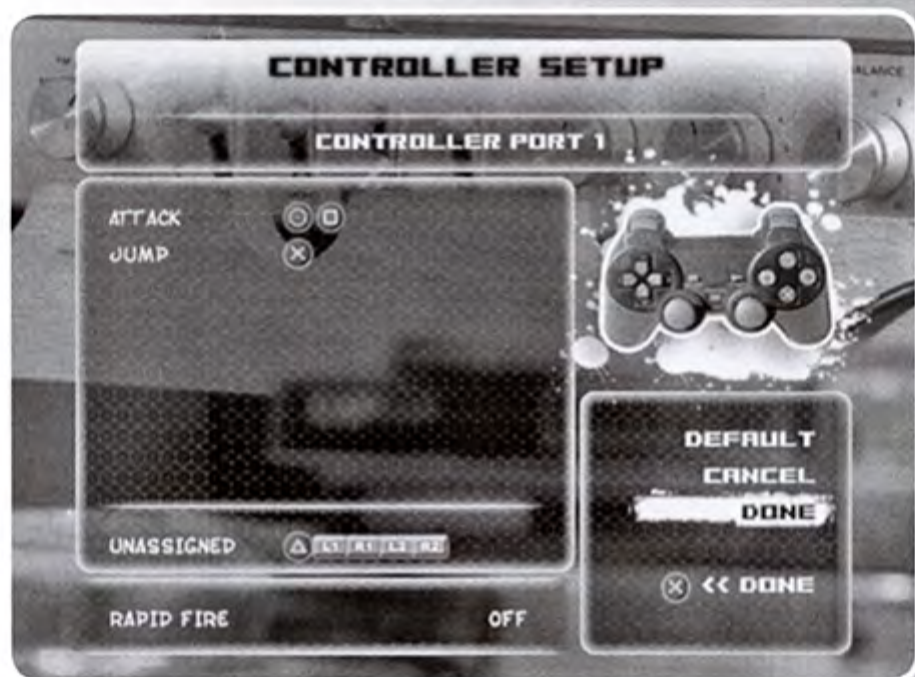 CONTROLLER SETUP
BALANCE
CONTROLLER PORT 1
ATTACK
JUMP
UNASSIGNED L1 R1 L2 R2
RAPID FIRE OFF
DEFAULT
CANCEL
DONE
<< DONE